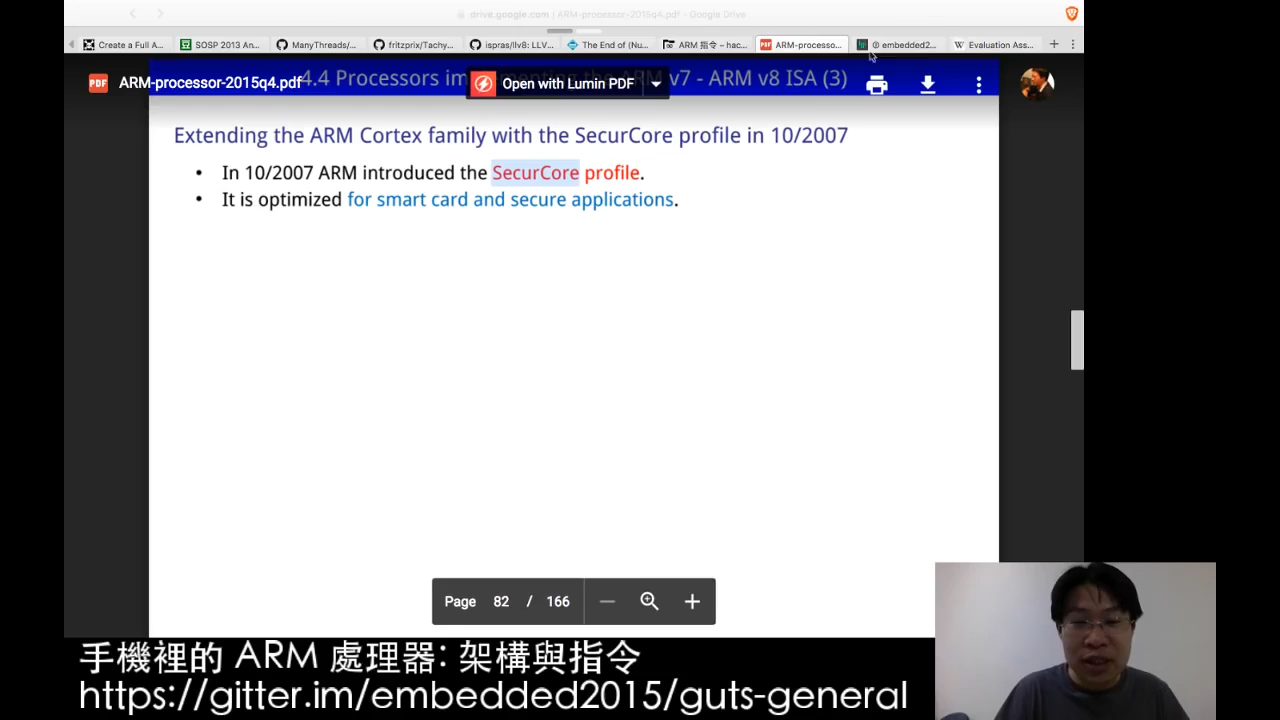 drive.google.com | ARM-processor-2015q4.pdf - Google Drive
Create a Full A...
SOSP 2013 An...
ManyThreads/...
fritzprix/Tachy...
ispras/llv8: LLV...
The End of (Nu...
ARM 指令 – hac...
ARM-processo...
embedded2...
Evaluation Ass...
ARM-processor-2015q4.pdf
4.4 Processors im
Open with Lumin PDF
v7 - ARM v8 ISA (3)
Extending the ARM Cortex family with the SecurCore profile in 10/2007
• In 10/2007 ARM introduced the SecurCore profile.
• It is optimized for smart card and secure applications.
Page 82 / 166
手機裡的 ARM 處理器: 架構與指令
https://gitter.im/embedded2015/guts-general